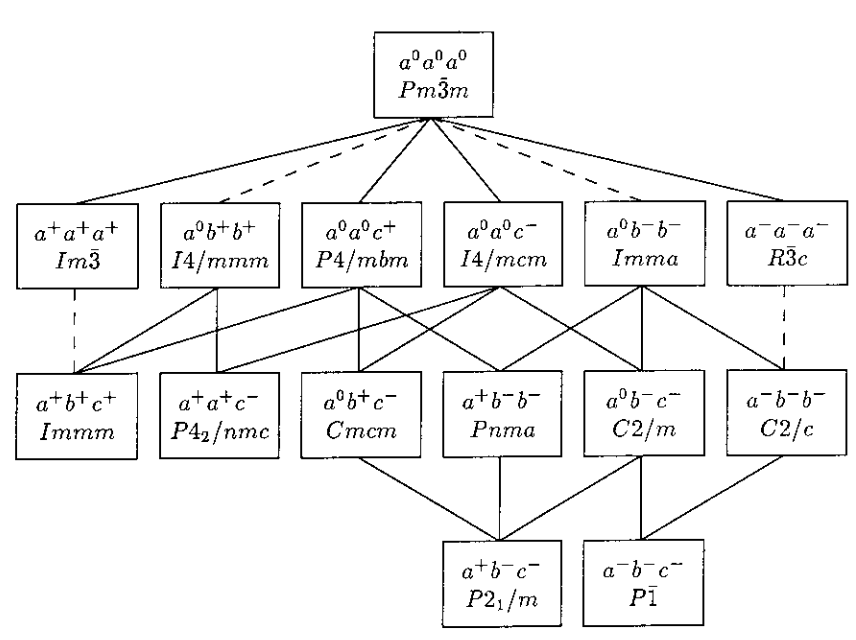 a⁰a⁰a⁰
Pm3̄m
a⁺a⁺a⁺
Im3̄
a⁰b⁺b⁺
I4/mmm
a⁰a⁰c⁺
P4/mbm
a⁰a⁰c⁻
I4/mcm
a⁰b⁻b⁻
Imma
a⁻a⁻a⁻
R3̄c
a⁺b⁺c⁺
Immm
a⁺a⁺c⁻
P4₂/nmc
a⁰b⁺c⁻
Cmcm
a⁺b⁻b⁻
Pnma
a⁰b⁻c⁻
C2/m
a⁻b⁻b⁻
C2/c
a⁺b⁻c⁻
P2₁/m
a⁻b⁻c⁻
P1̄